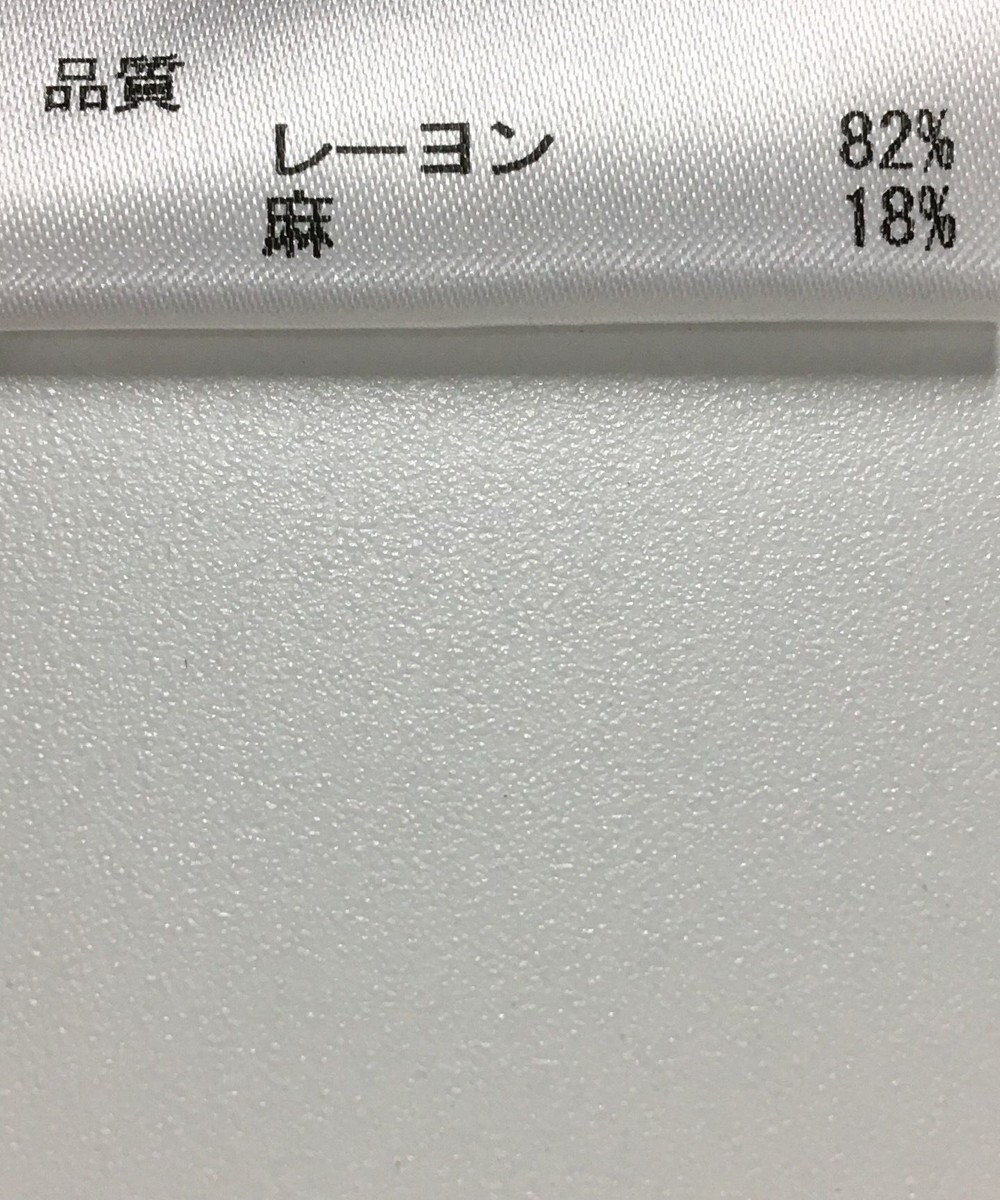 品質
レーヨン 82%
麻 18%